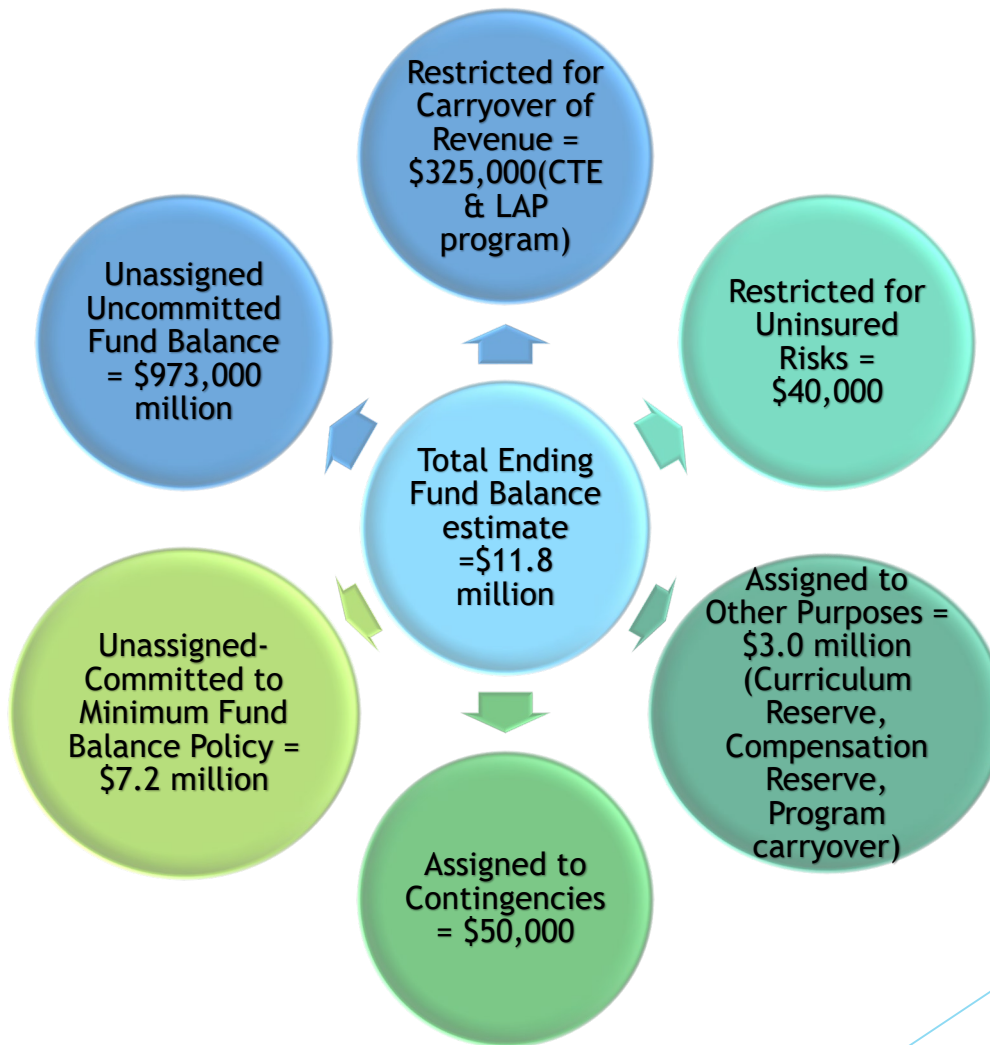 Restricted for
Carryover of
Revenue =
$325,000(CTE
& LAP
program)
Restricted for
Uninsured
Risks =
$40,000
Assigned to
Other Purposes =
$3.0 million
(Curriculum
Reserve,
Compensation
Reserve,
Program
carryover)
Assigned to
Contingencies
= $50,000
Unassigned-
Committed to
Minimum Fund
Balance Policy =
$7.2 million
Unassigned
Uncommitted
Fund Balance
= $973,000
million
Total Ending
Fund Balance
estimate
=$11.8
million